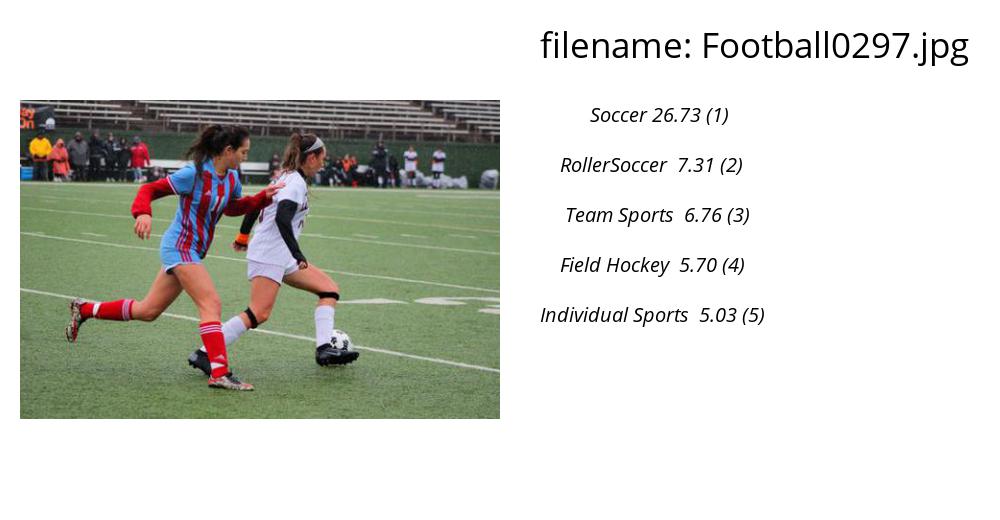 filename: Football0297.jpg
Soccer 26.73 (1)
RollerSoccer 7.31 (2)
Team Sports 6.76 (3)
Field Hockey 5.70 (4)
Individual Sports 5.03 (5)
On